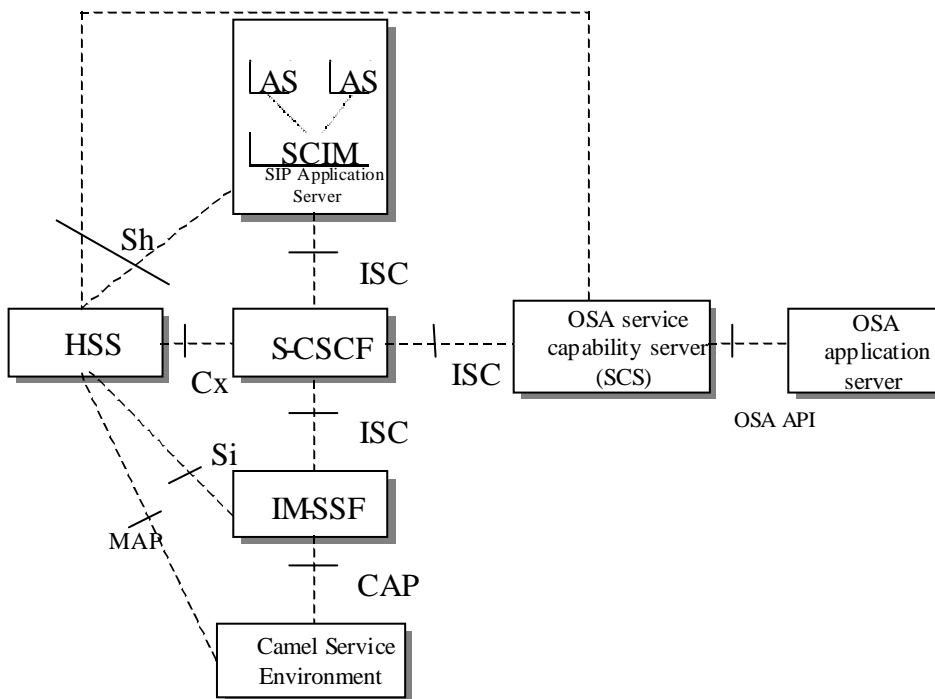 AS AS
SCIM
SIP Application
Server
Sh
ISC
HSS
S-CSCF
OSA service
capability server
(SCS)
OSA
application
server
Cx
ISC
OSA API
ISC
Si
IM-SSF
MAP
CAP
Camel Service
Environment